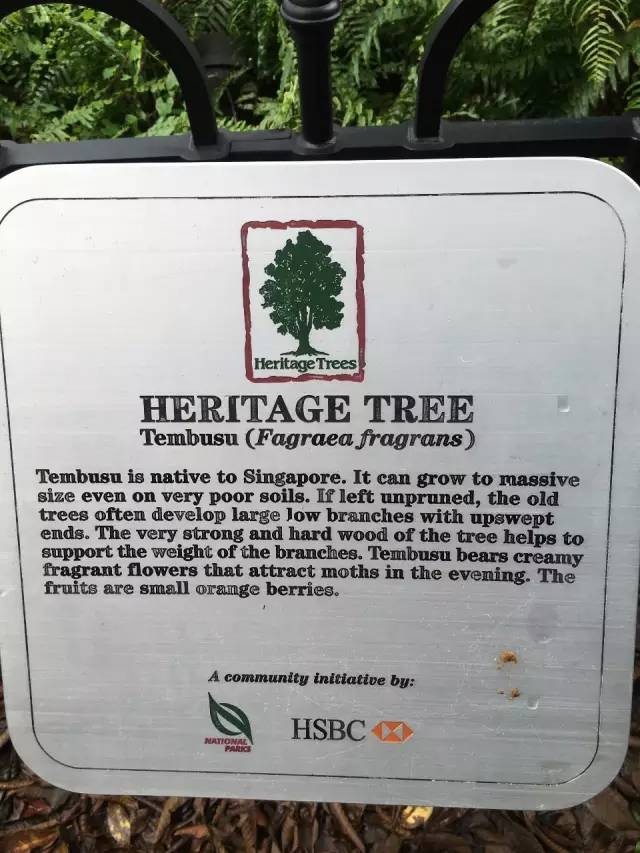 Heritage Trees
HERITAGE TREE
Tembusu (Fagraea fragrans)
Tembusu is native to Singapore. It can grow to massive
size even on very poor soils. If left unpruned, the old
trees often develop large low branches with upswept
ends. The very strong and hard wood of the tree helps to
support the weight of the branches. Tembusu bears creamy
fragrant flowers that attract moths in the evening. The
fruits are small orange berries.
A community initiative by:
NATIONAL
PARKS
HSBC